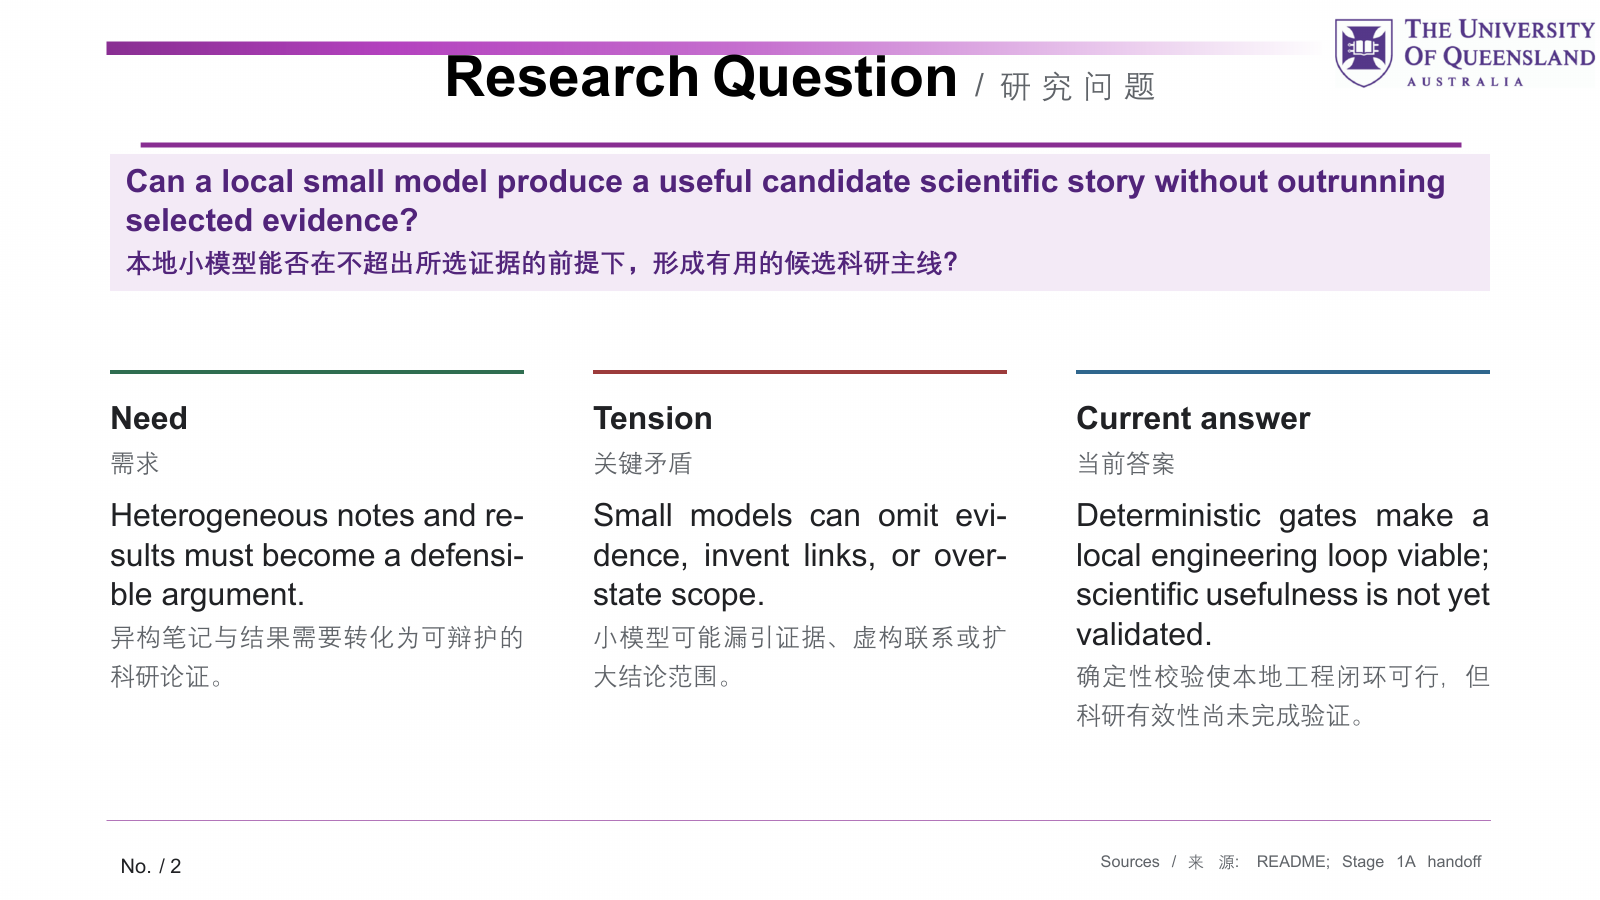 THE UNIVERSITY
OF QUEENSLAND
AUSTRALIA
Research Question / 研究问题
Can a local small model produce a useful candidate scientific story without outrunning
selected evidence?
本地小模型能否在不超出所选证据的前提下，形成有用的候选科研主线？
Need
需求
Heterogeneous notes and re-
sults must become a defensi-
ble argument.
异构笔记与结果需要转化为可辩护的
科研论证。
Tension
关键矛盾
Small models can omit evi-
dence, invent links, or over-
state scope.
小模型可能漏引证据、虚构联系或扩
大结论范围。
Current answer
当前答案
Deterministic gates make a
local engineering loop viable;
scientific usefulness is not yet
validated.
确定性校验使本地工程闭环可行，但
科研有效性尚未完成验证。
No. / 2
Sources / 来 源: README; Stage 1A handoff